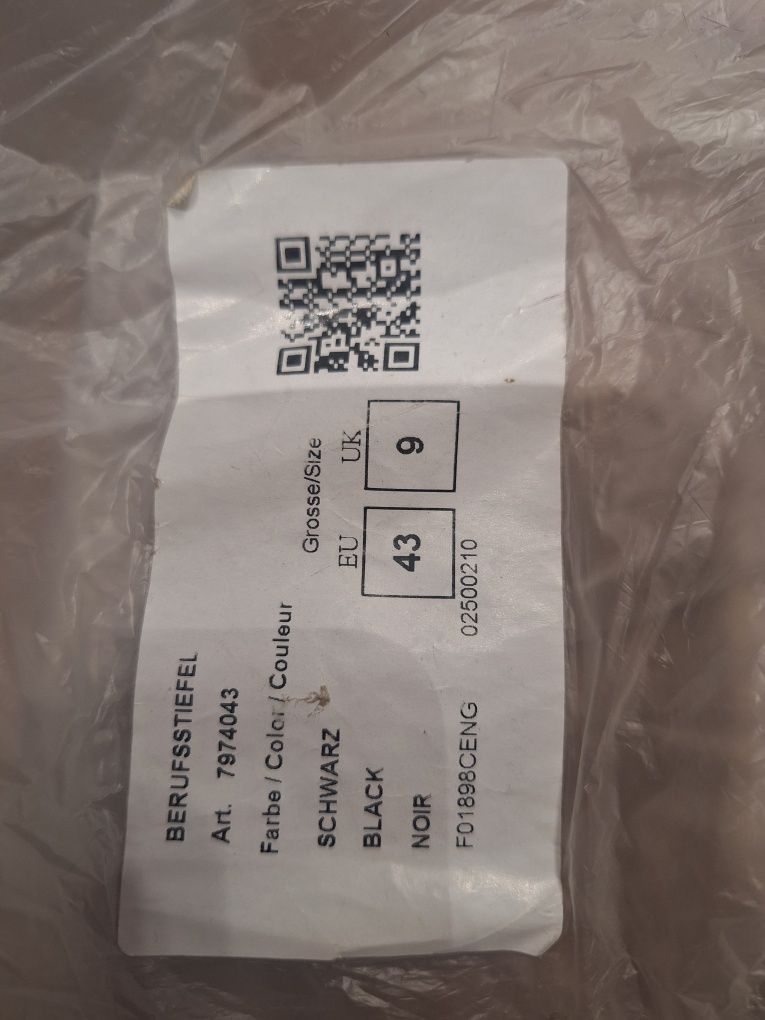 BERUFSSTIEFEL
Art. 7974043
Farbe / Color / Couleur
Grosse/Size
SCHWARZ
EU UK
BLACK
43 9
NOIR
F01898CENG 02500210